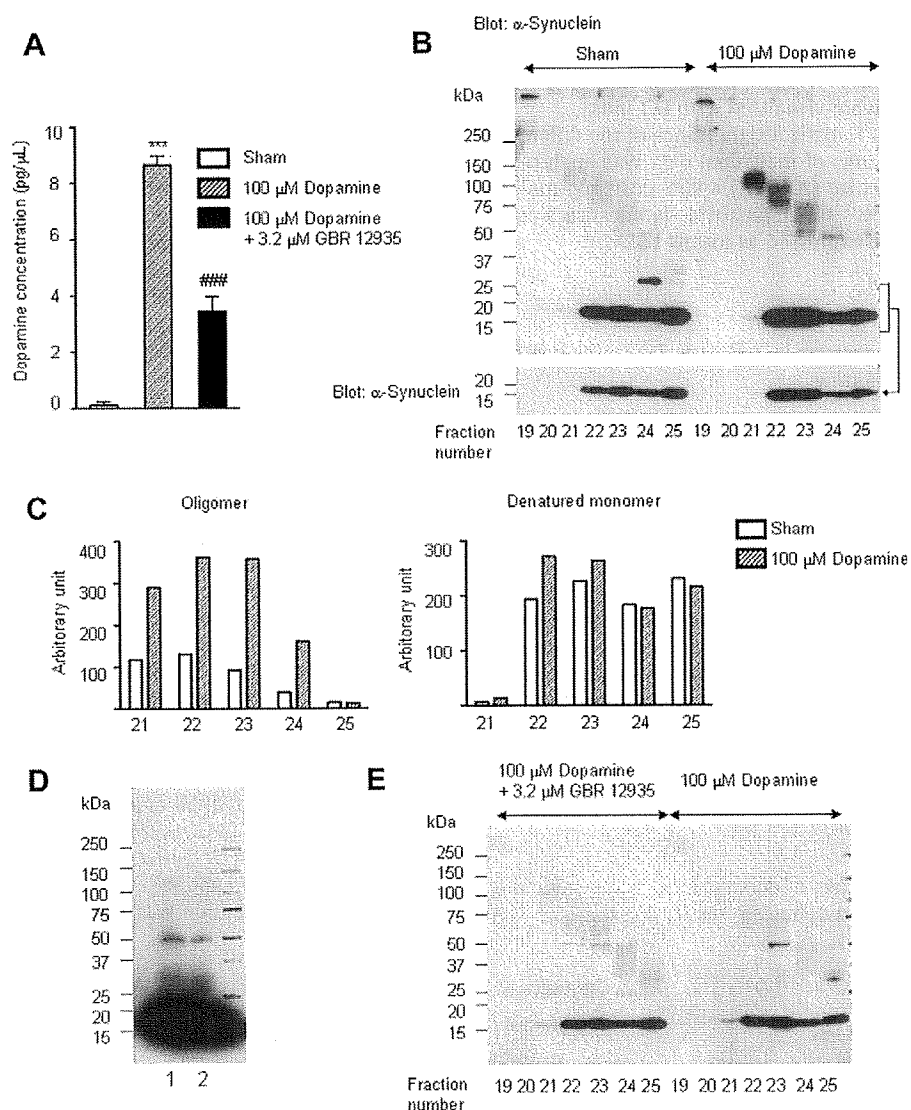 A
Dopamine concentration (pg/µL)
10
8
6
4
2
0
***
###
Sham
100 µM Dopamine
100 µM Dopamine
+ 3.2 µM GBR 12935
B
Blot: α-Synuclein
Sham
100 µM Dopamine
kDa
250
150
100
75
50
37
25
20
15
Blot: α-Synuclein
20
15
Fraction number
19 20 21 22 23 24 25 19 20 21 22 23 24 25
C
Oligomer
Arbitorary unit
400
300
200
100
21 22 23 24 25
Denatured monomer
Arbitorary unit
300
200
100
21 22 23 24 25
Sham
100 µM Dopamine
D
kDa
250
150
100
75
50
37
25
20
15
1 2
E
100 µM Dopamine
+ 3.2 µM GBR 12935
100 µM Dopamine
kDa
250
150
100
75
50
37
25
20
15
Fraction number
19 20 21 22 23 24 25 19 20 21 22 23 24 25